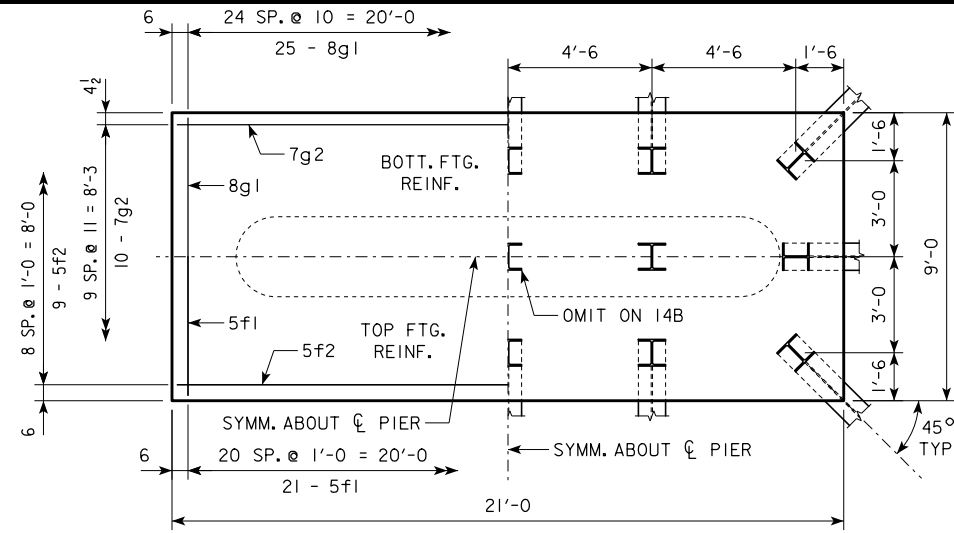 6
24 SP. @ 10 = 20'-0
25 - 8g1
4'-6
4'-6
1'-6
4 1/2
7g2
BOTT. FTG.
REINF.
8g1
1'-6
3'-0
9'-0
8 SP. @ 1'-0 = 8'-0
9 - 5f2
9 SP. @ 11 = 8'-3
10 - 7g2
OMIT ON 14B
5f1
TOP FTG.
REINF.
5f2
3'-0
1'-6
6
SYMM. ABOUT ℄ PIER
SYMM. ABOUT ℄ PIER
45°
TYP
6
20 SP. @ 1'-0 = 20'-0
21 - 5f1
21'-0